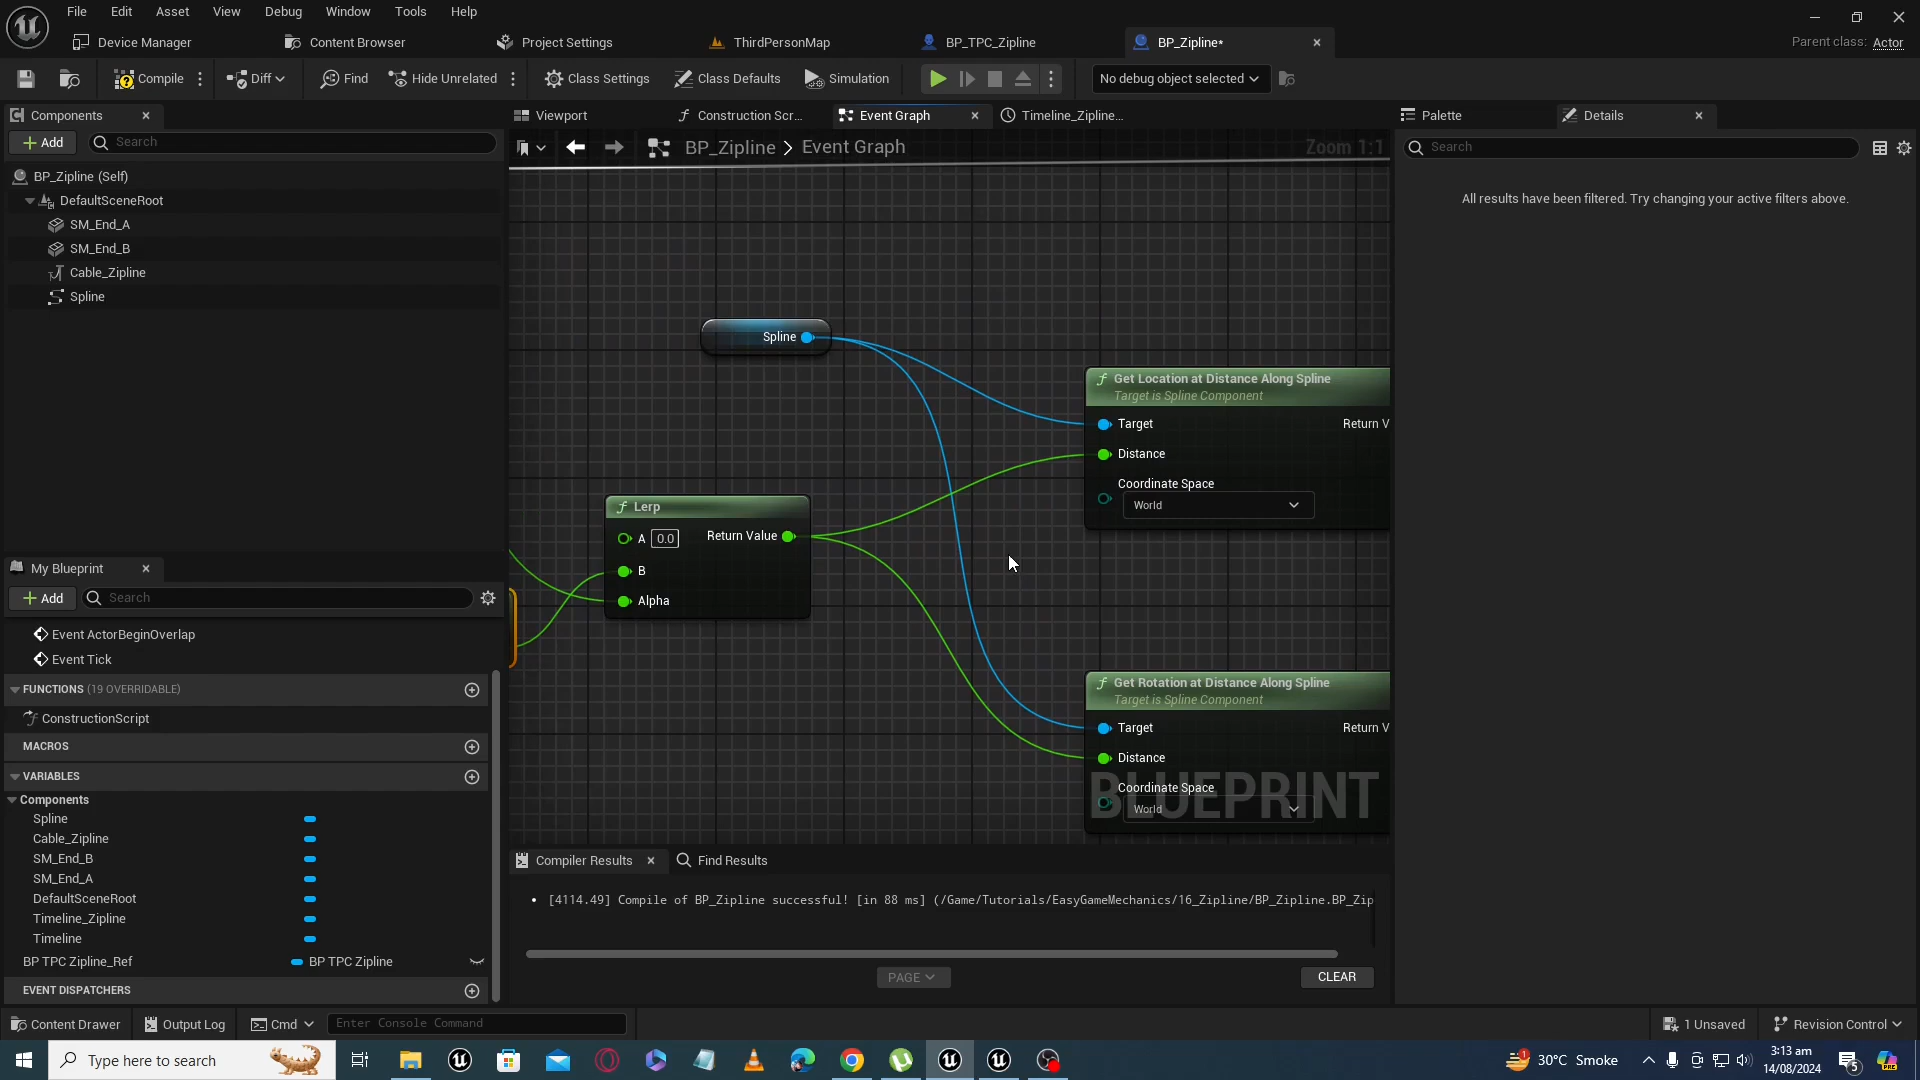 File Edit Asset View Debug Window Tools Help
Device Manager Content Browser Project Settings ThirdPersonMap BP_TPC_Zipline BP_Zipline*
Parent class: Actor
Compile Diff Find Hide Unrelated Class Settings Class Defaults Simulation No debug object selected
Components
Add Search
BP_Zipline (Self)
DefaultSceneRoot
SM_End_A
SM_End_B
Cable_Zipline
Spline
My Blueprint
Add Search
Event ActorBeginOverlap
Event Tick
FUNCTIONS (19 OVERRIDABLE)
ConstructionScript
MACROS
VARIABLES
Components
Spline
Cable_Zipline
SM_End_B
SM_End_A
DefaultSceneRoot
Timeline_Zipline
Timeline
BP TPC Zipline_Ref BP TPC Zipline
EVENT DISPATCHERS
Viewport Construction Scr... Event Graph Timeline_Zipline...
BP_Zipline > Event Graph Zoom 1:1
Spline
Lerp
A 0.0 Return Value
B
Alpha
Get Location at Distance Along Spline
Target is Spline Component
Target Return V
Distance
Coordinate Space
World
Get Rotation at Distance Along Spline
Target is Spline Component
Target Return V
Distance
Coordinate Space
World
BLUEPRINT
Compiler Results Find Results
[4114.49] Compile of BP_Zipline successful! [in 88 ms] (/Game/Tutorials/EasyGameMechanics/16_Zipline/BP_Zipline.BP_Zip
PAGE CLEAR
Palette Details
Search
All results have been filtered. Try changing your active filters above.
Content Drawer Output Log Cmd Enter Console Command 1 Unsaved Revision Control
Type here to search 1 30°C Smoke 3:13 am
14/08/2024 5 PRE